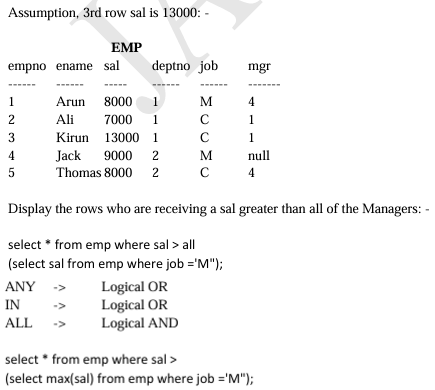 Assumption, 3rd row sal is 13000: -
EMP
empno ename sal deptno job mgr
------ ------ ----- ------ ------ -------
1 Arun 8000 1 M 4
2 Ali 7000 1 C 1
3 Kirun 13000 1 C 1
4 Jack 9000 2 M null
5 Thomas 8000 2 C 4
Display the rows who are receiving a sal greater than all of the Managers: -
select * from emp where sal > all
(select sal from emp where job ='M");
ANY -> Logical OR
IN -> Logical OR
ALL -> Logical AND
select * from emp where sal >
(select max(sal) from emp where job ='M");